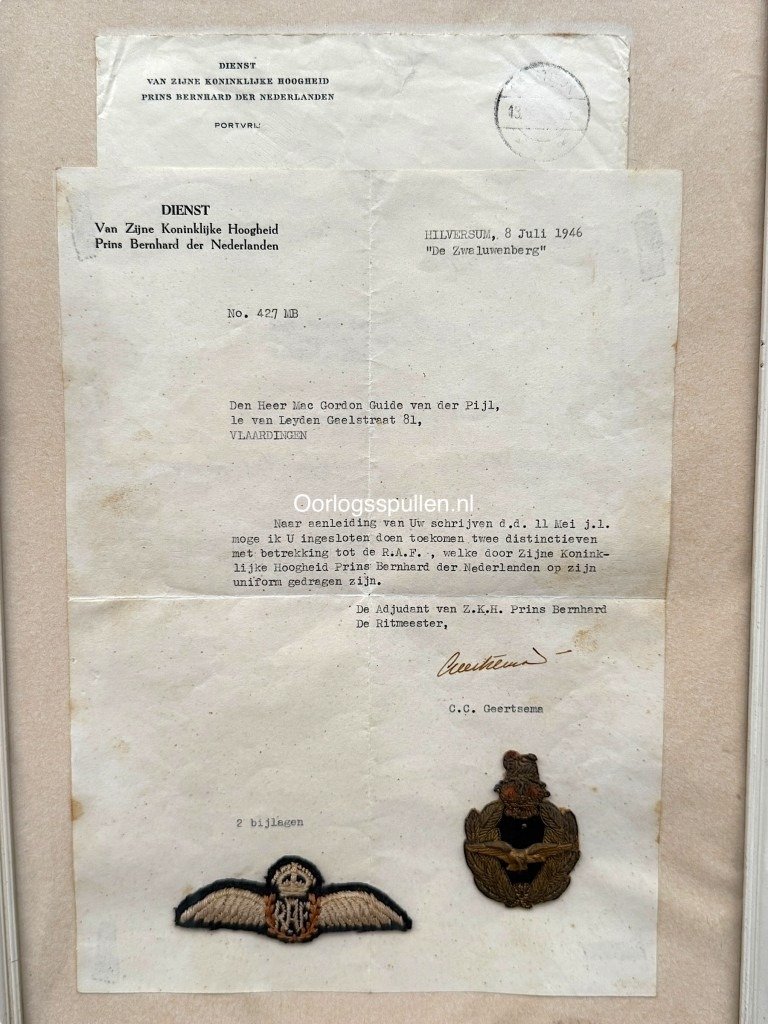 DIENST
VAN ZIJNE KONINKLIJKE HOOGHEID
PRINS BERNHARD DER NEDERLANDEN
PORTVRIJ
13.
DIENST
Van Zijne Koninklijke Hoogheid
Prins Bernhard der Nederlanden
HILVERSUM, 8 Juli 1946
"De Zwaluwenberg"
No. 427 MB
Den Heer Mac Gordon Guide van der Pijl,
1e van Leyden Gaelstraat 81,
VLAARDINGEN
Oorlogsspullen.nl
Naar aanleiding van Uw schrijven d.d. 11 Mei j.l.
moge ik U ingesloten doen toekomen twee distinctieven
met betrekking tot de R.A.F. , welke door Zijne Konink-
lijke Hoogheid Prins Bernhard der Nederlanden op zijn
uniform gedragen zijn.
De Adjudant van Z.K.H. Prins Bernhard
De Ritmeester,
Geertsema
C.C. Geertsema
2 bijlagen
RAF